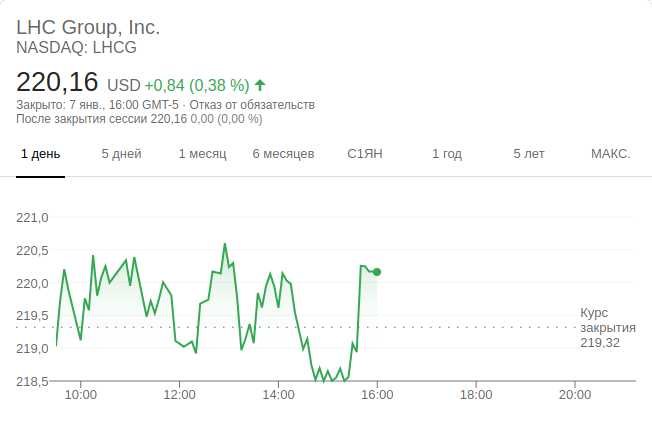 LHC Group, Inc.
NASDAQ: LHCG
220,16 USD +0,84 (0,38 %)
Закрыто: 7 янв., 16:00 GMT-5 · Отказ от обязательств
После закрытия сессии 220,16 0,00 (0,00 %)
1 день 5 дней 1 месяц 6 месяцев С1ЯН 1 год 5 лет МАКС.
221,0
220,5
220,0
219,5
Курс
закрытия
219,32
219,0
218,5
10:00 12:00 14:00 16:00 18:00 20:00